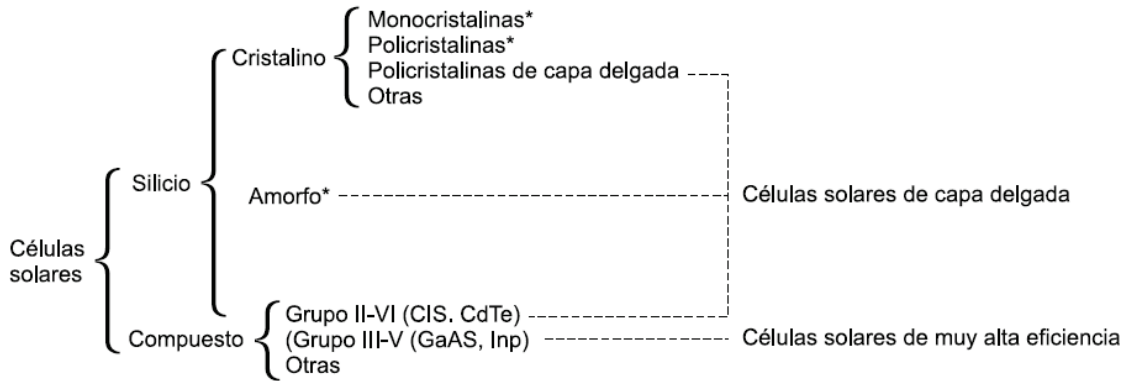 Monocristalinas*
Policristalinas*
Cristalino
Policristalinas de capa delgada
Otras
Silicio
Amorfo*
Células solares de capa delgada
Células
solares
Grupo II-VI (CIS. CdTe)
Compuesto
(Grupo III-V (GaAS, Inp)
Células solares de muy alta eficiencia
Otras